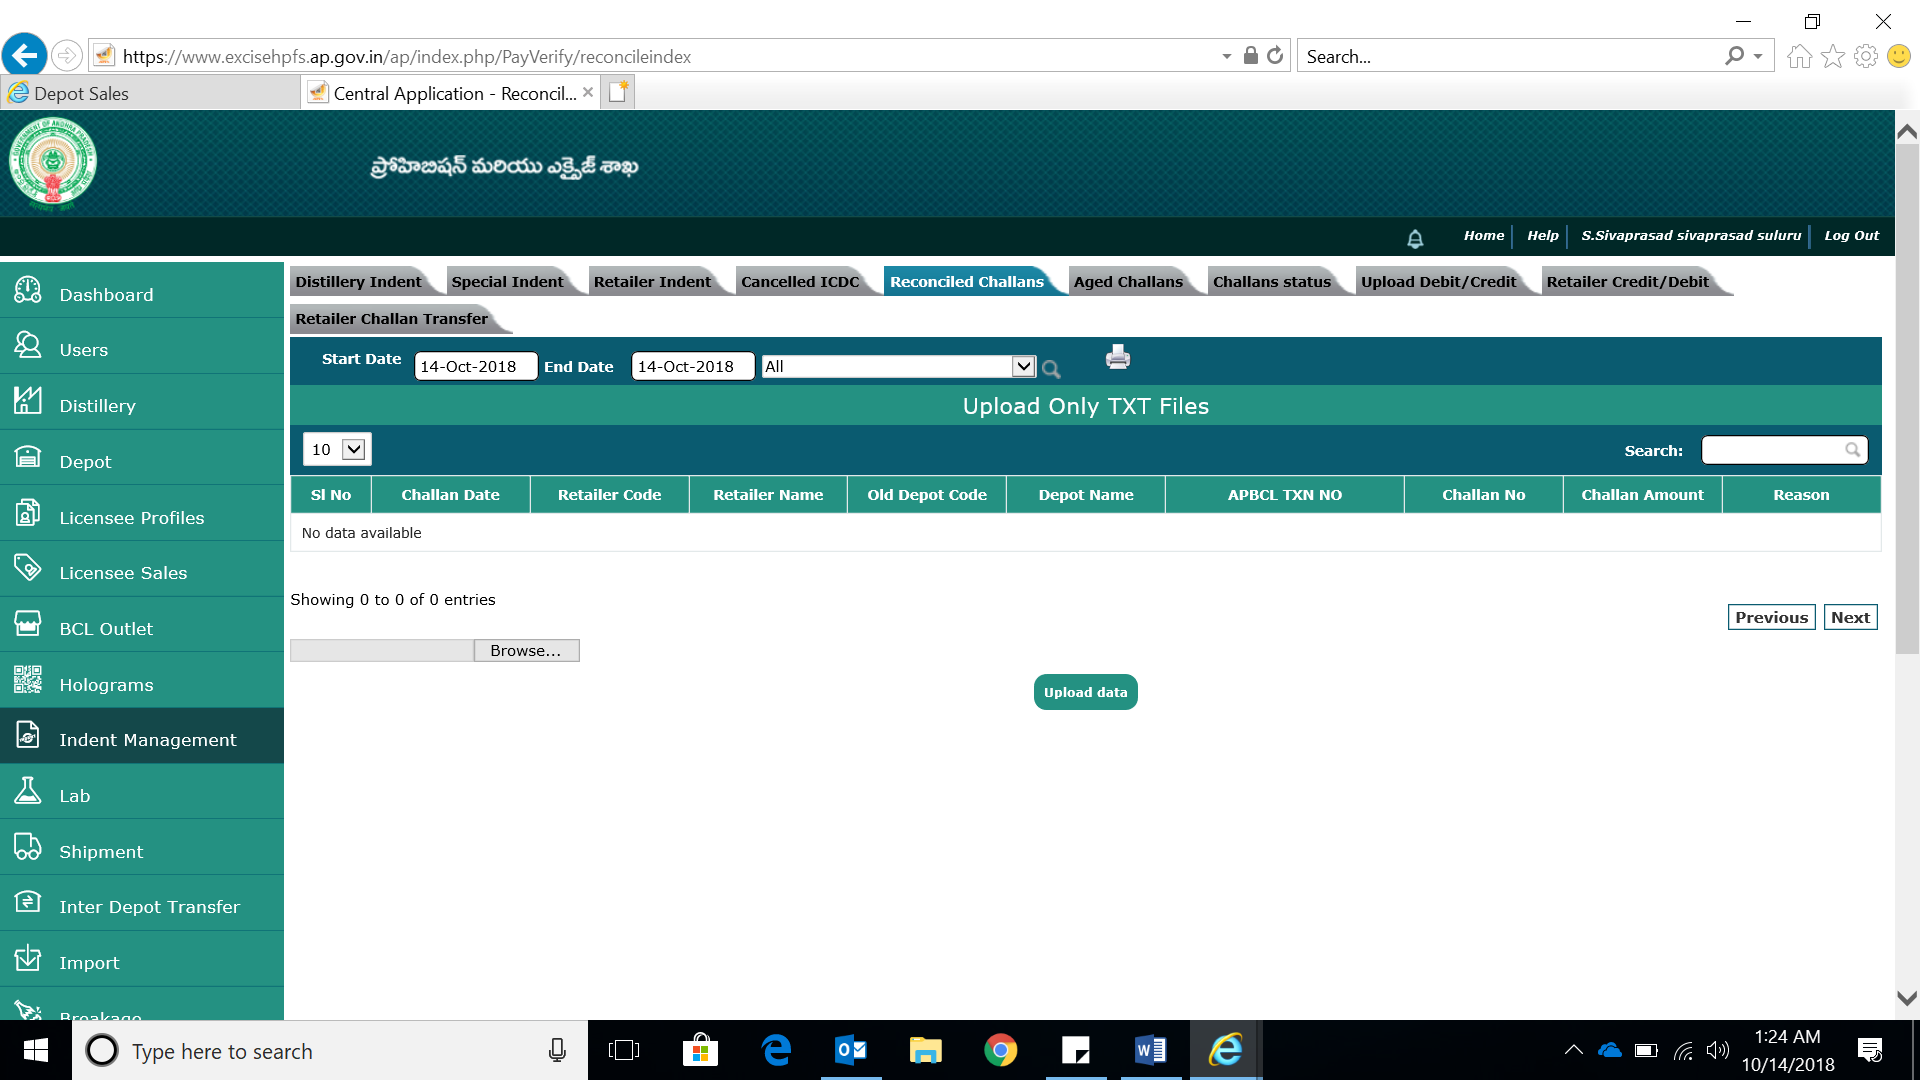 https://www.excisehpfs.ap.gov.in/ap/index.php/PayVerify/reconcileindex
Search...
Depot Sales
Central Application - Reconcil...
ప్రోహిబిషన్ మరియు ఎక్సైజ్ శాఖ
Home Help S.Sivaprasad sivaprasad suluru Log Out
Dashboard
Users
Distillery
Depot
Licensee Profiles
Licensee Sales
BCL Outlet
Holograms
Indent Management
Lab
Shipment
Inter Depot Transfer
Import
Breakage
Distillery Indent Special Indent Retailer Indent Cancelled ICDC Reconciled Challans Aged Challans Challans status Upload Debit/Credit Retailer Credit/Debit
Retailer Challan Transfer
Start Date 14-Oct-2018 End Date 14-Oct-2018 All
Upload Only TXT Files
10 Search:
Sl No Challan Date Retailer Code Retailer Name Old Depot Code Depot Name APBCL TXN NO Challan No Challan Amount Reason
No data available
Showing 0 to 0 of 0 entries
Previous Next
Browse...
Upload data
Type here to search
1:24 AM
10/14/2018